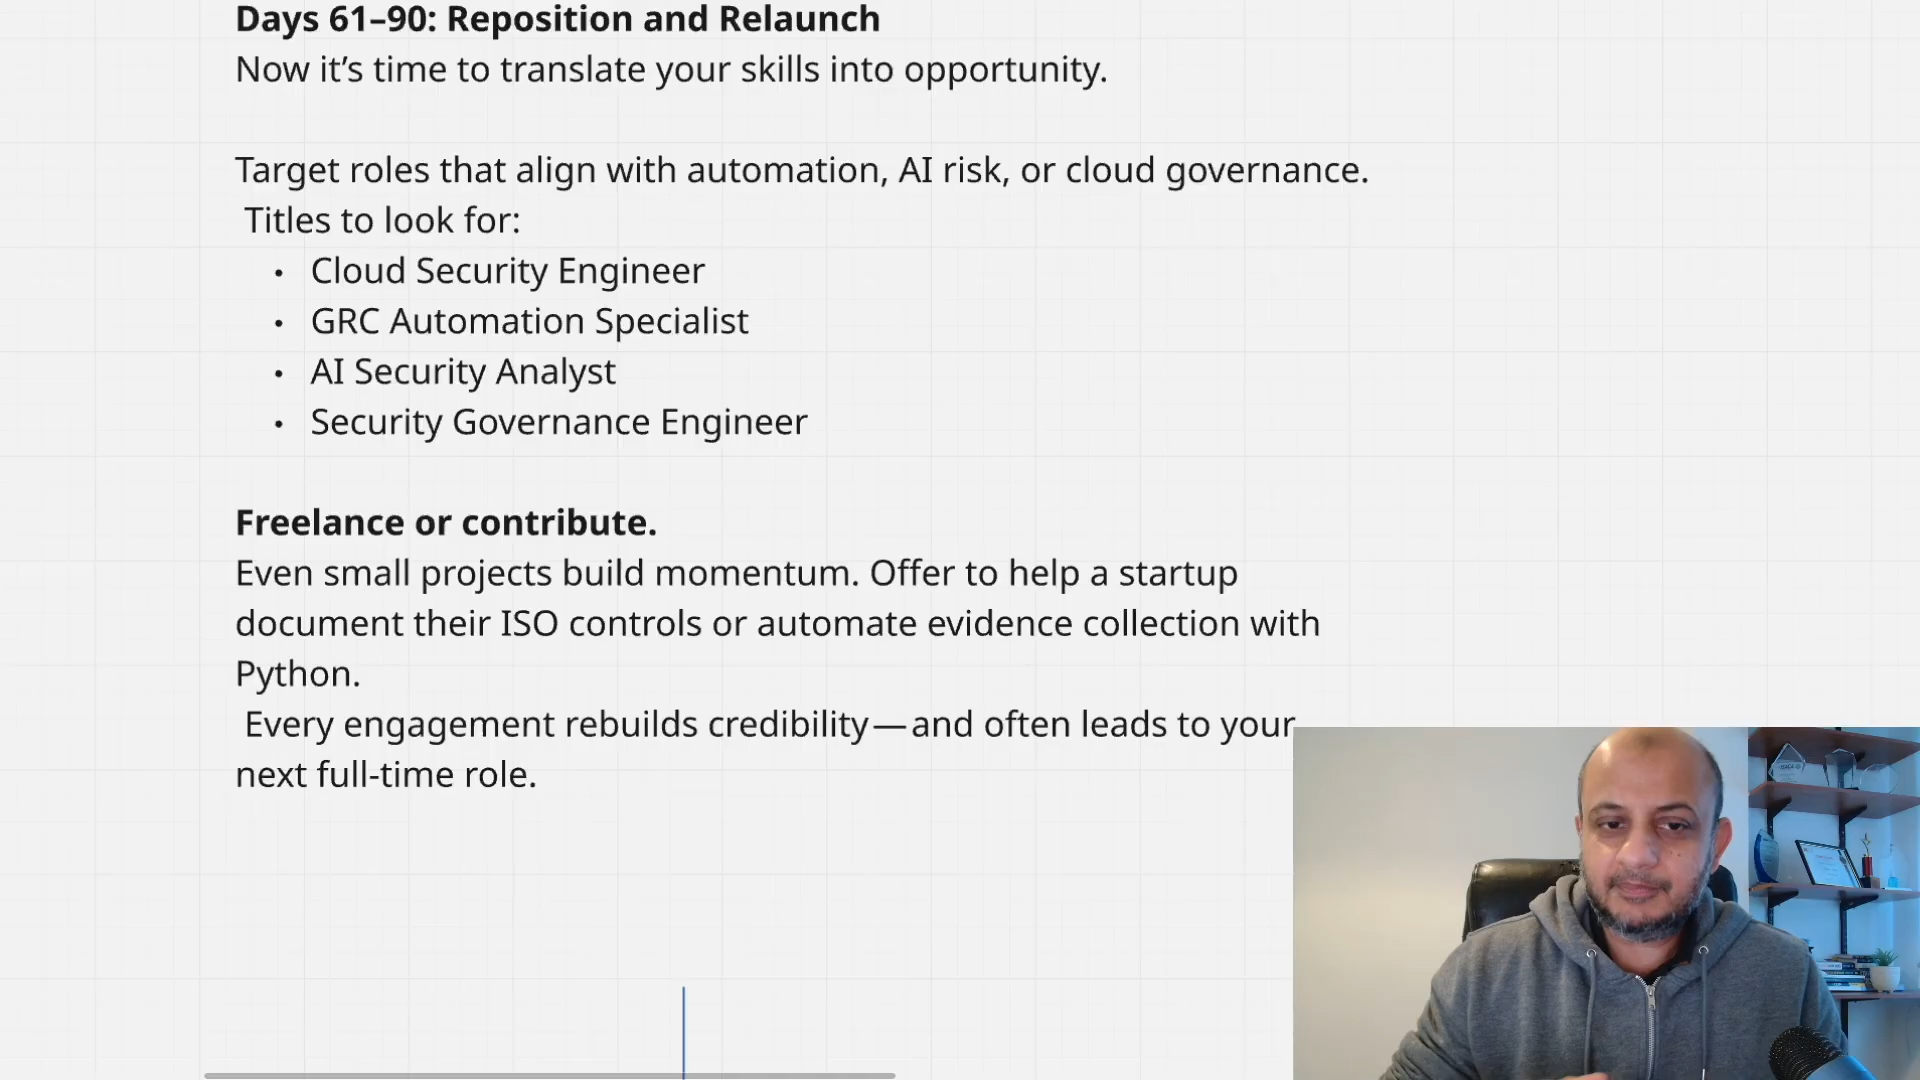 Days 61–90: Reposition and Relaunch
Now it’s time to translate your skills into opportunity.
Target roles that align with automation, AI risk, or cloud governance.
Titles to look for:
• Cloud Security Engineer
• GRC Automation Specialist
• AI Security Analyst
• Security Governance Engineer
Freelance or contribute.
Even small projects build momentum. Offer to help a startup
document their ISO controls or automate evidence collection with
Python.
Every engagement rebuilds credibility — and often leads to your
next full-time role.